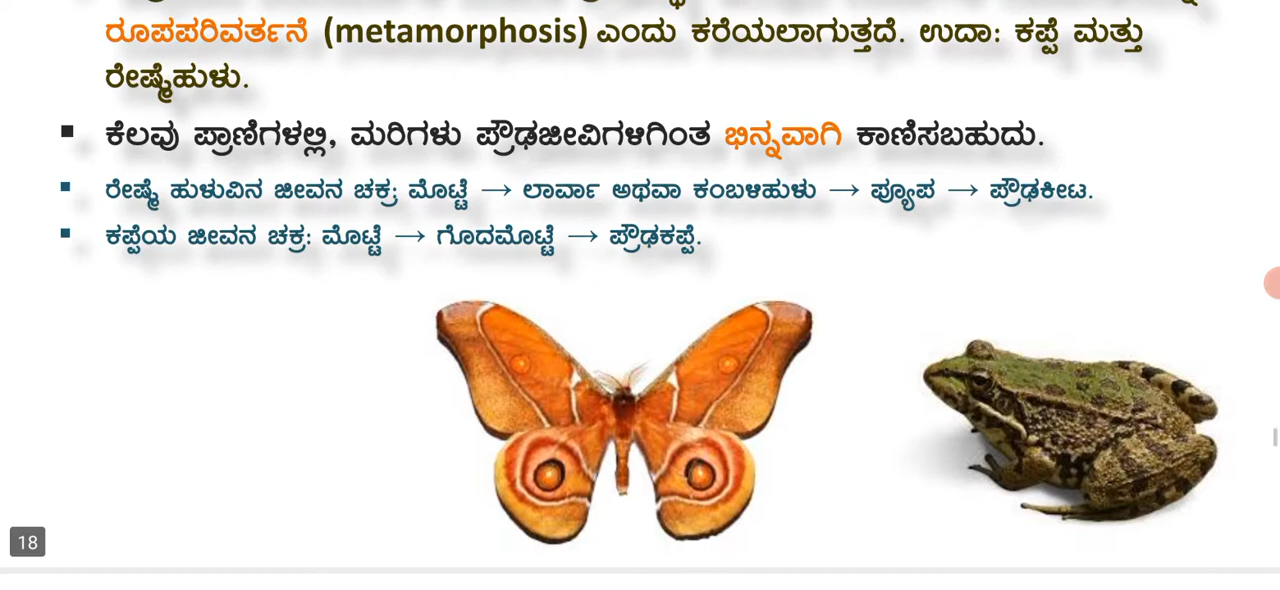 ರೂಪಪರಿವರ್ತನೆ (metamorphosis) ಎಂದು ಕರೆಯಲಾಗುತ್ತದೆ. ಉದಾ: ಕಪ್ಪೆ ಮತ್ತು
ರೇಷ್ಮೆಹುಳು.
▪ ಕೆಲವು ಪ್ರಾಣಿಗಳಲ್ಲಿ, ಮರಿಗಳು ಪ್ರೌಢಜೀವಿಗಳಿಗಿಂತ ಭಿನ್ನವಾಗಿ ಕಾಣಿಸಬಹುದು.
▪ ರೇಷ್ಮೆ ಹುಳುವಿನ ಜೀವನ ಚಕ್ರ: ಮೊಟ್ಟೆ → ಲಾರ್ವಾ ಅಥವಾ ಕಂಬಳಿಹುಳು → ಪ್ಯೂಪ → ಪ್ರೌಢಕೀಟ.
▪ ಕಪ್ಪೆಯ ಜೀವನ ಚಕ್ರ: ಮೊಟ್ಟೆ → ಗೊದಮೊಟ್ಟೆ → ಪ್ರೌಢಕಪ್ಪೆ.
18